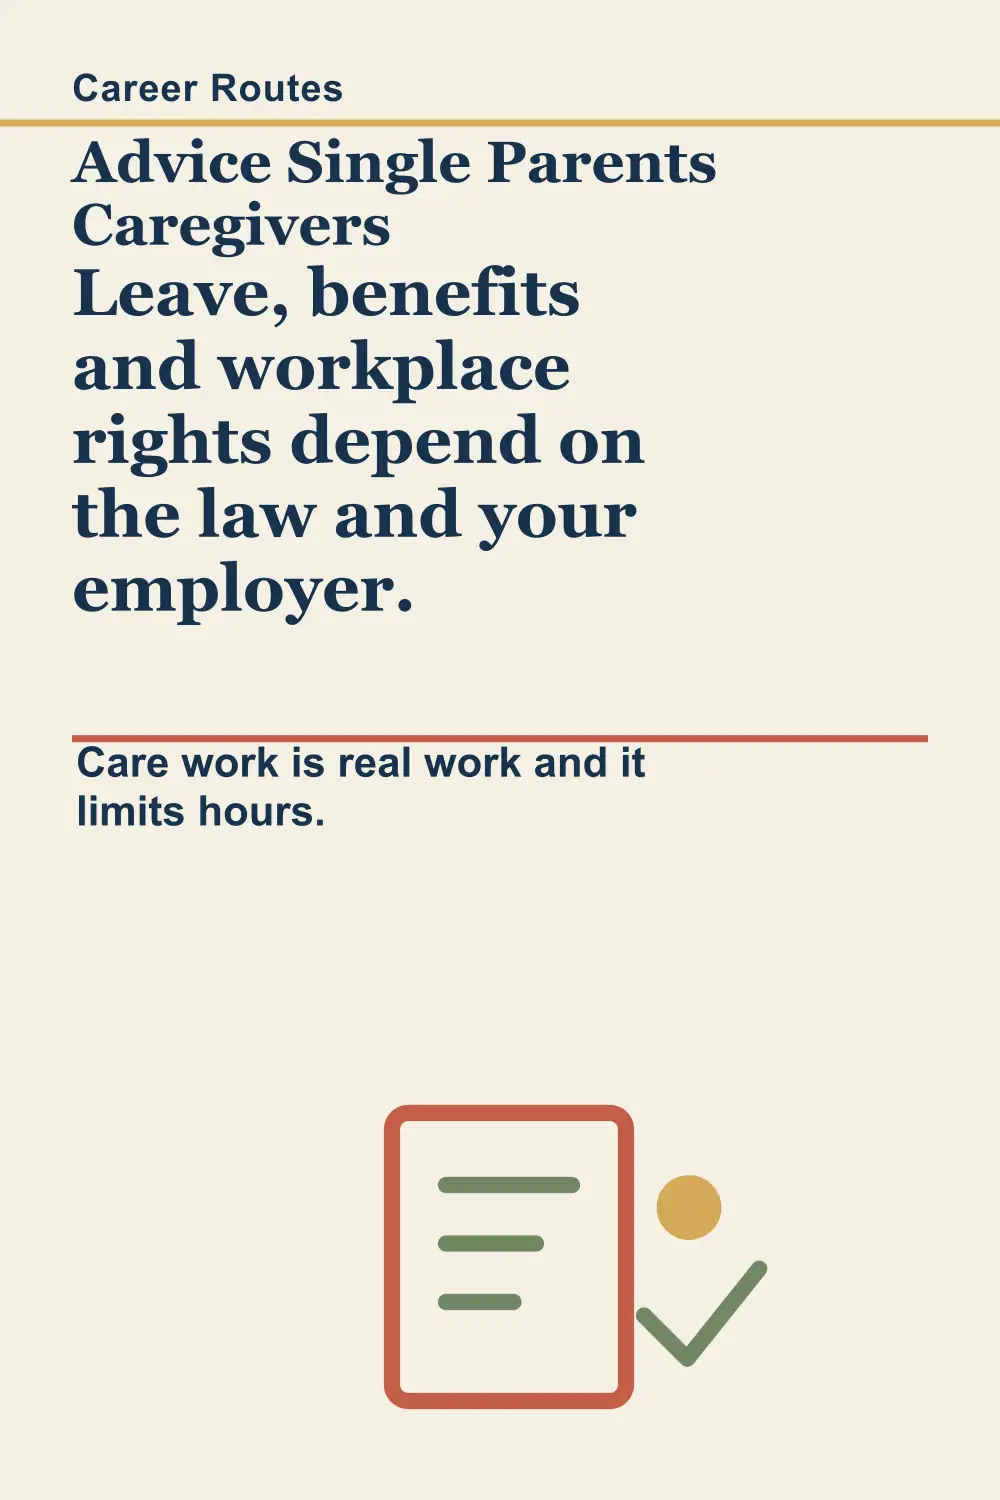 Career Routes
Advice Single Parents
Caregivers
Leave, benefits
and workplace
rights depend on
the law and your
employer.
Care work is real work and it
limits hours.